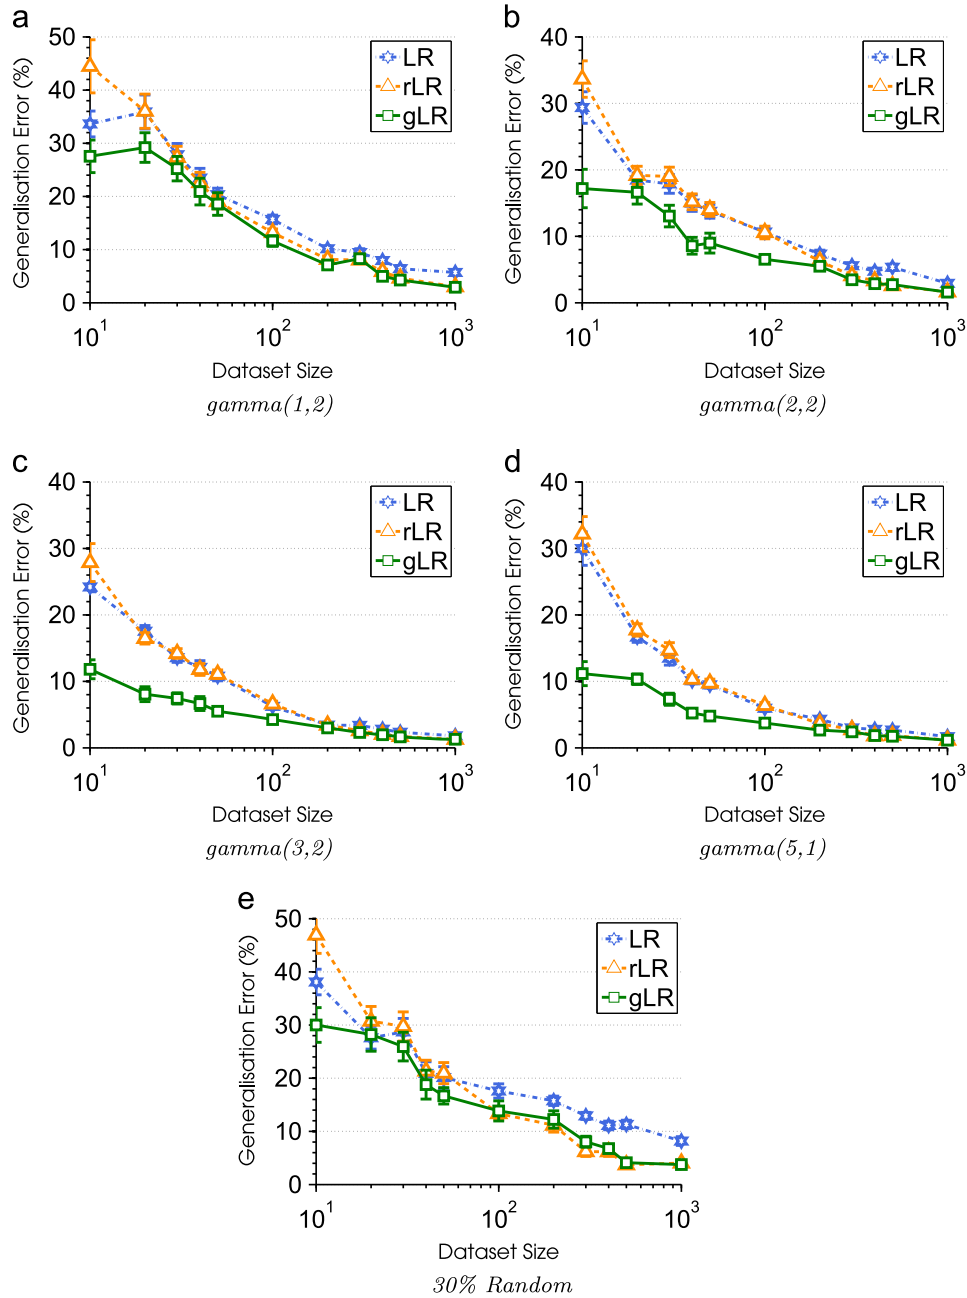 a
Generalisation Error (%)
50
40
30
20
10
0
LR
rLR
gLR
10^1
10^2
10^3
Dataset Size
gamma(1,2)
b
Generalisation Error (%)
40
30
20
10
0
LR
rLR
gLR
10^1
10^2
10^3
Dataset Size
gamma(2,2)
c
Generalisation Error (%)
40
30
20
10
0
LR
rLR
gLR
10^1
10^2
10^3
Dataset Size
gamma(3,2)
d
Generalisation Error (%)
40
30
20
10
0
LR
rLR
gLR
10^1
10^2
10^3
Dataset Size
gamma(5,1)
e
Generalisation Error (%)
50
40
30
20
10
0
LR
rLR
gLR
10^1
10^2
10^3
Dataset Size
30% Random